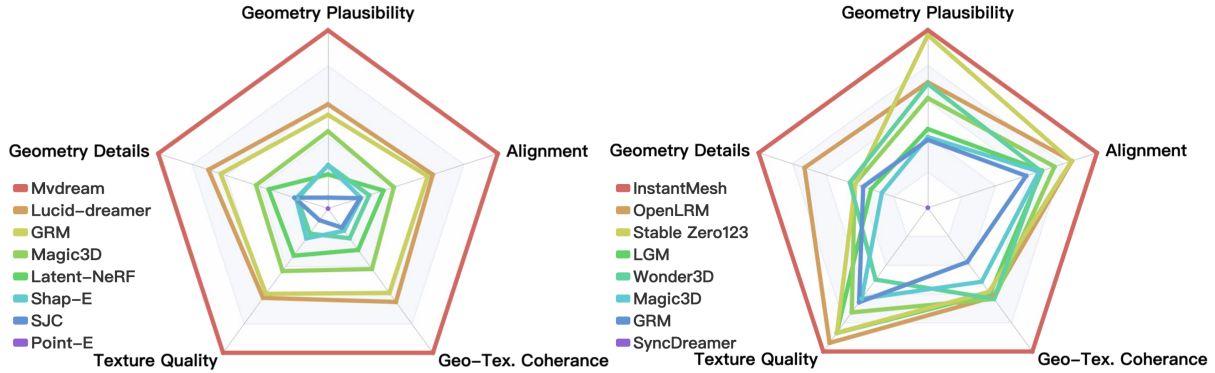 Geometry Plausibility
Geometry Details
Alignment
Mvdream
Lucid-dreamer
GRM
Magic3D
Latent-NeRF
Shap-E
SJC
Point-E
Texture Quality
Geo-Tex. Coherance
Geometry Plausibility
Geometry Details
Alignment
InstantMesh
OpenLRM
Stable Zero123
LGM
Wonder3D
Magic3D
GRM
SyncDreamer
Texture Quality
Geo-Tex. Coherance